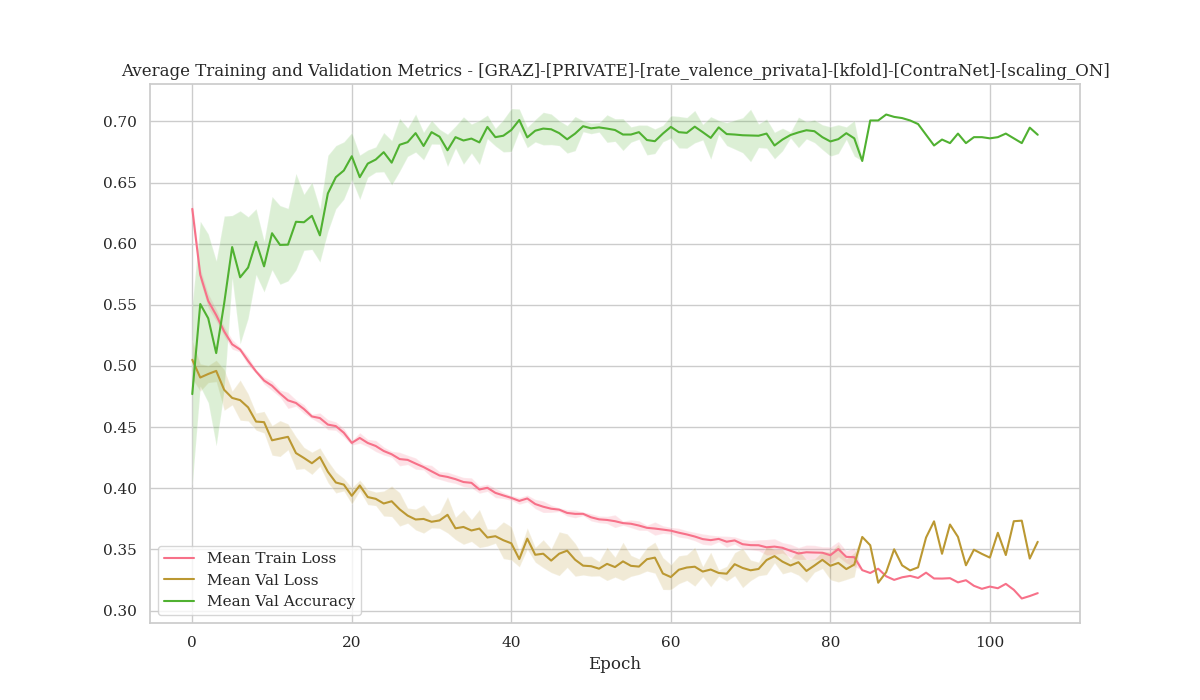 Average Training and Validation Metrics - [GRAZ]-[PRIVATE]-[rate_valence_privata]-[kfold]-[ContraNet]-[scaling_ON]
0.70
0.65
0.60
0.55
0.50
0.45
0.40
0.35
0.30
Mean Train Loss
Mean Val Loss
Mean Val Accuracy
0 20 40 60 80 100
Epoch